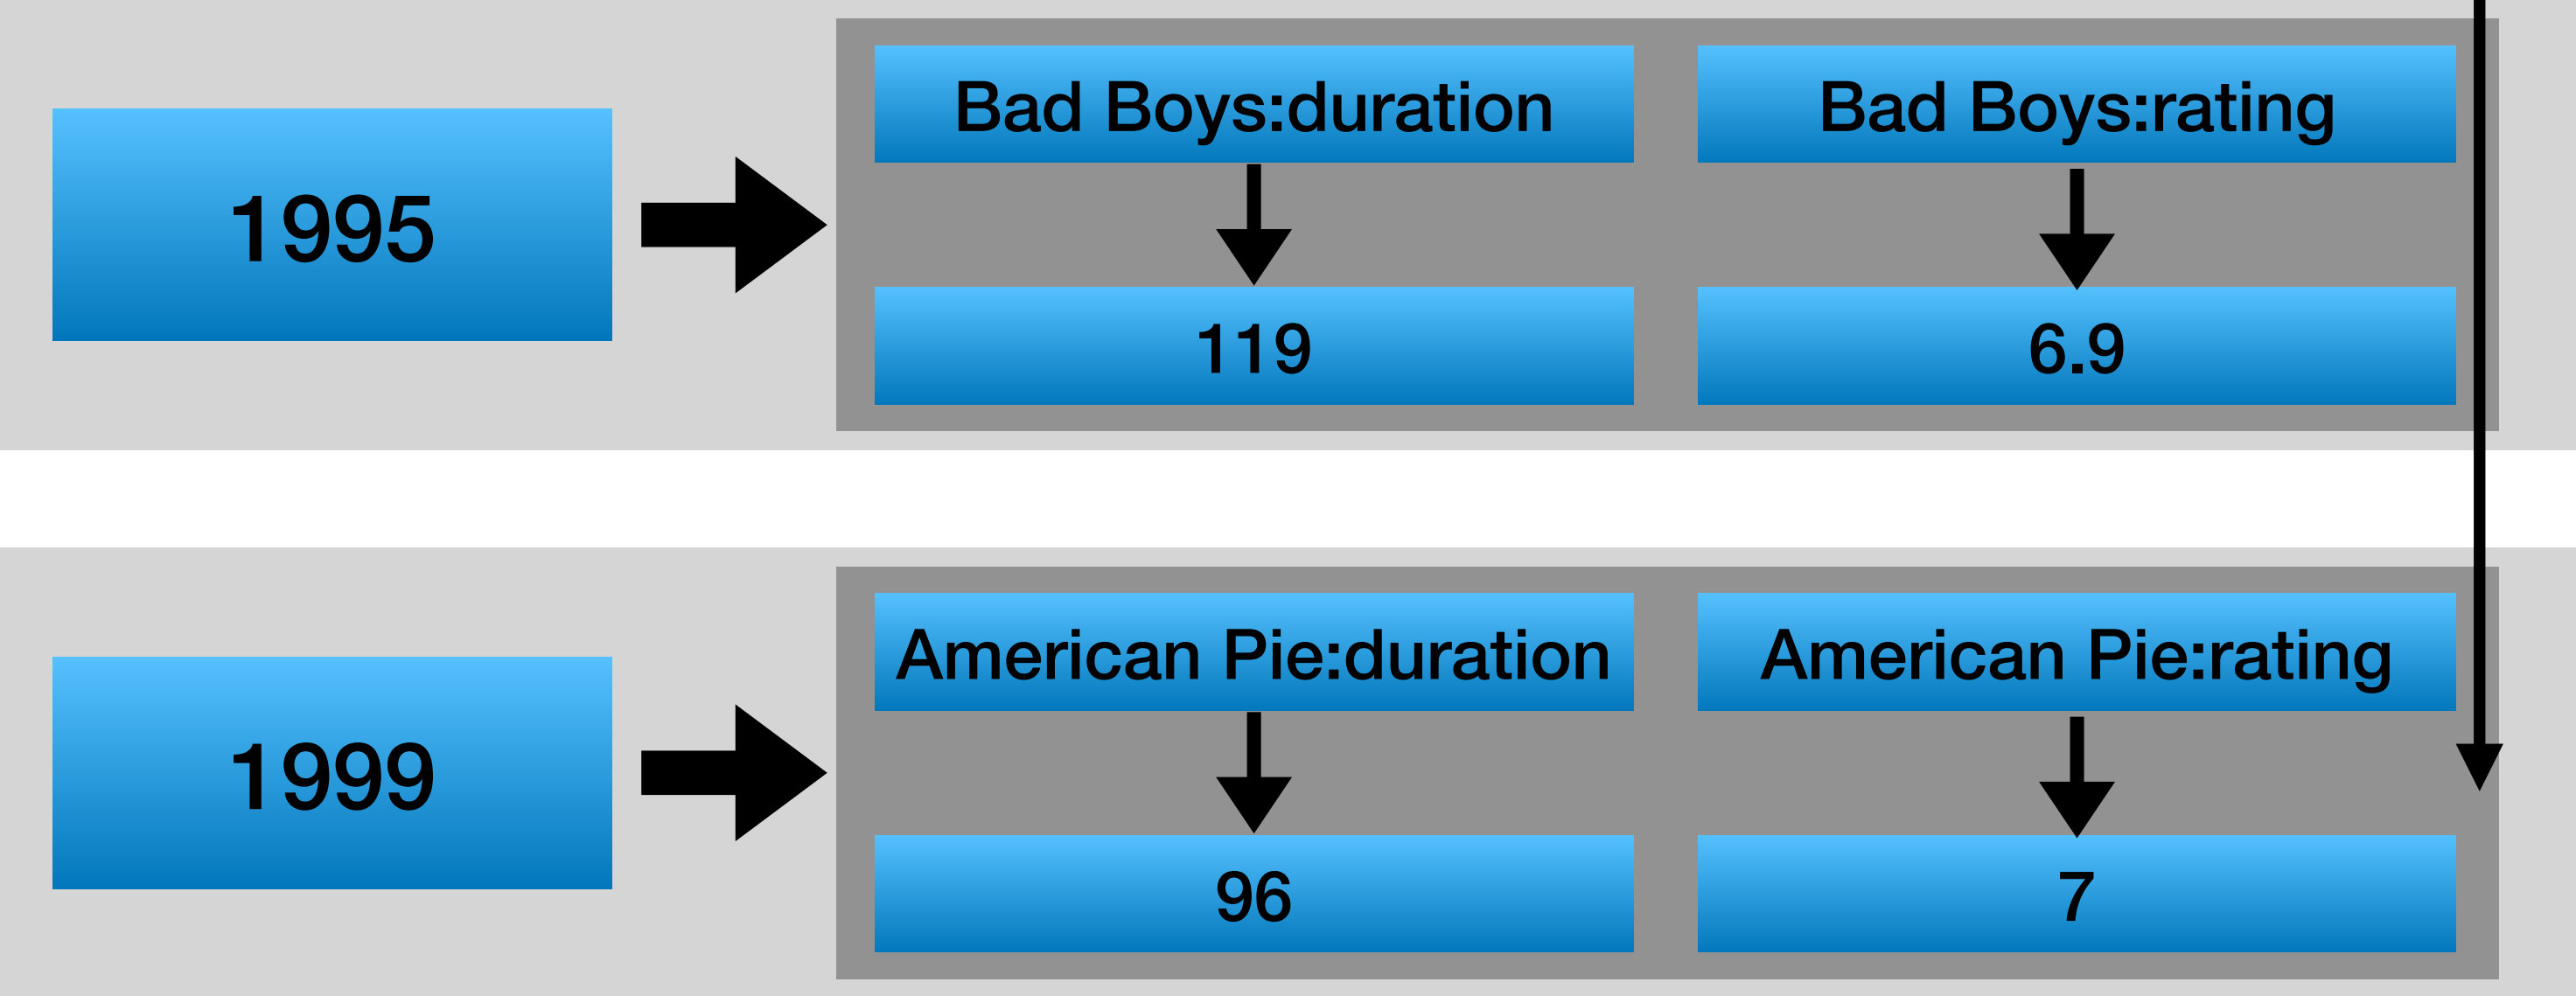 Bad Boys:duration
Bad Boys:rating
1995
119
6.9
American Pie:duration
American Pie:rating
1999
96
7